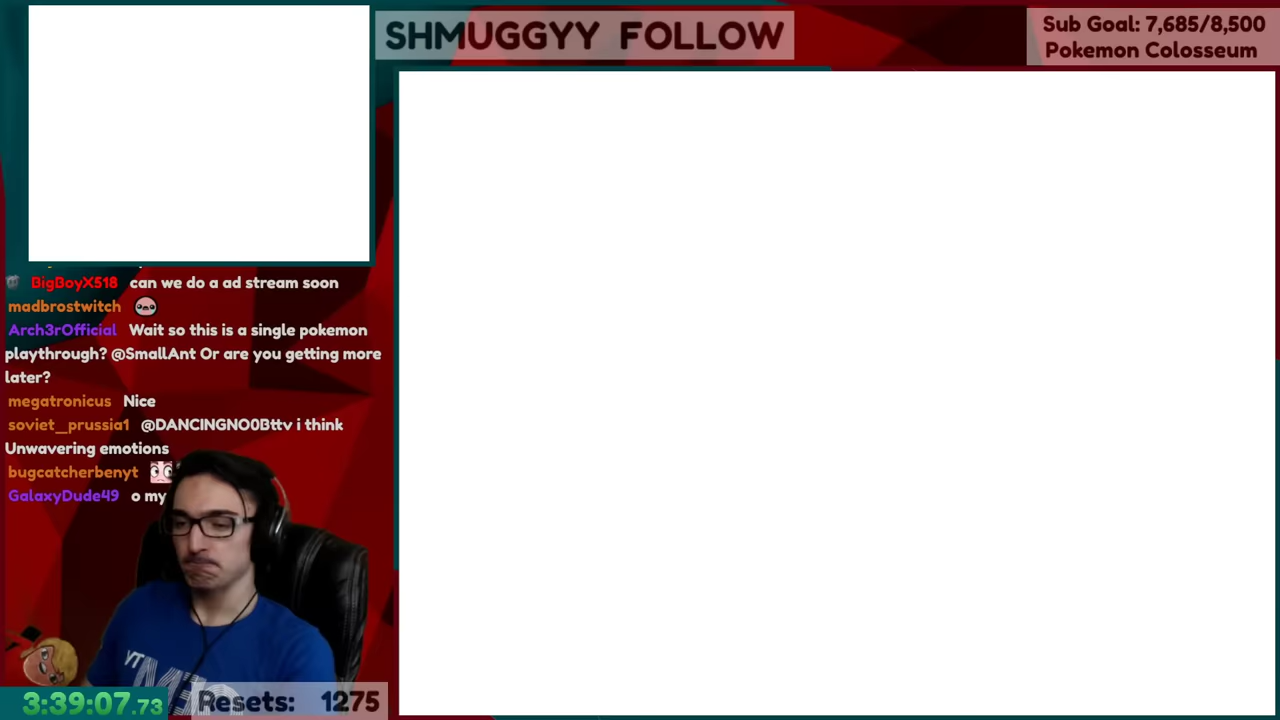 SHMUGGYY FOLLOW
Sub Goal: 7,685/8,500
Pokemon Colosseum
BigBoyX518 can we do a ad stream soon
madbrostwitch
Arch3rOfficial Wait so this is a single pokemon
playthrough? @SmallAnt Or are you getting more
later?
megatronicus Nice
soviet_prussia1 @DANCINGNO0Bttv i think
Unwavering emotions
bugcatcherbenyt
GalaxyDude49 o my
YT
3:39:07.73
Resets: 1275